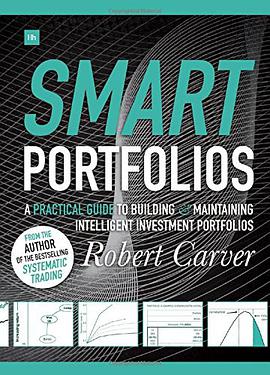 Hh
SMART
PORTFOLIOS
A PRACTICAL GUIDE TO BUILDING & MAINTAINING
INTELLIGENT INVESTMENT PORTFOLIOS
FROM THE
AUTHOR
OF THE BESTSELLING
SYSTEMATIC
TRADING
Robert Carver